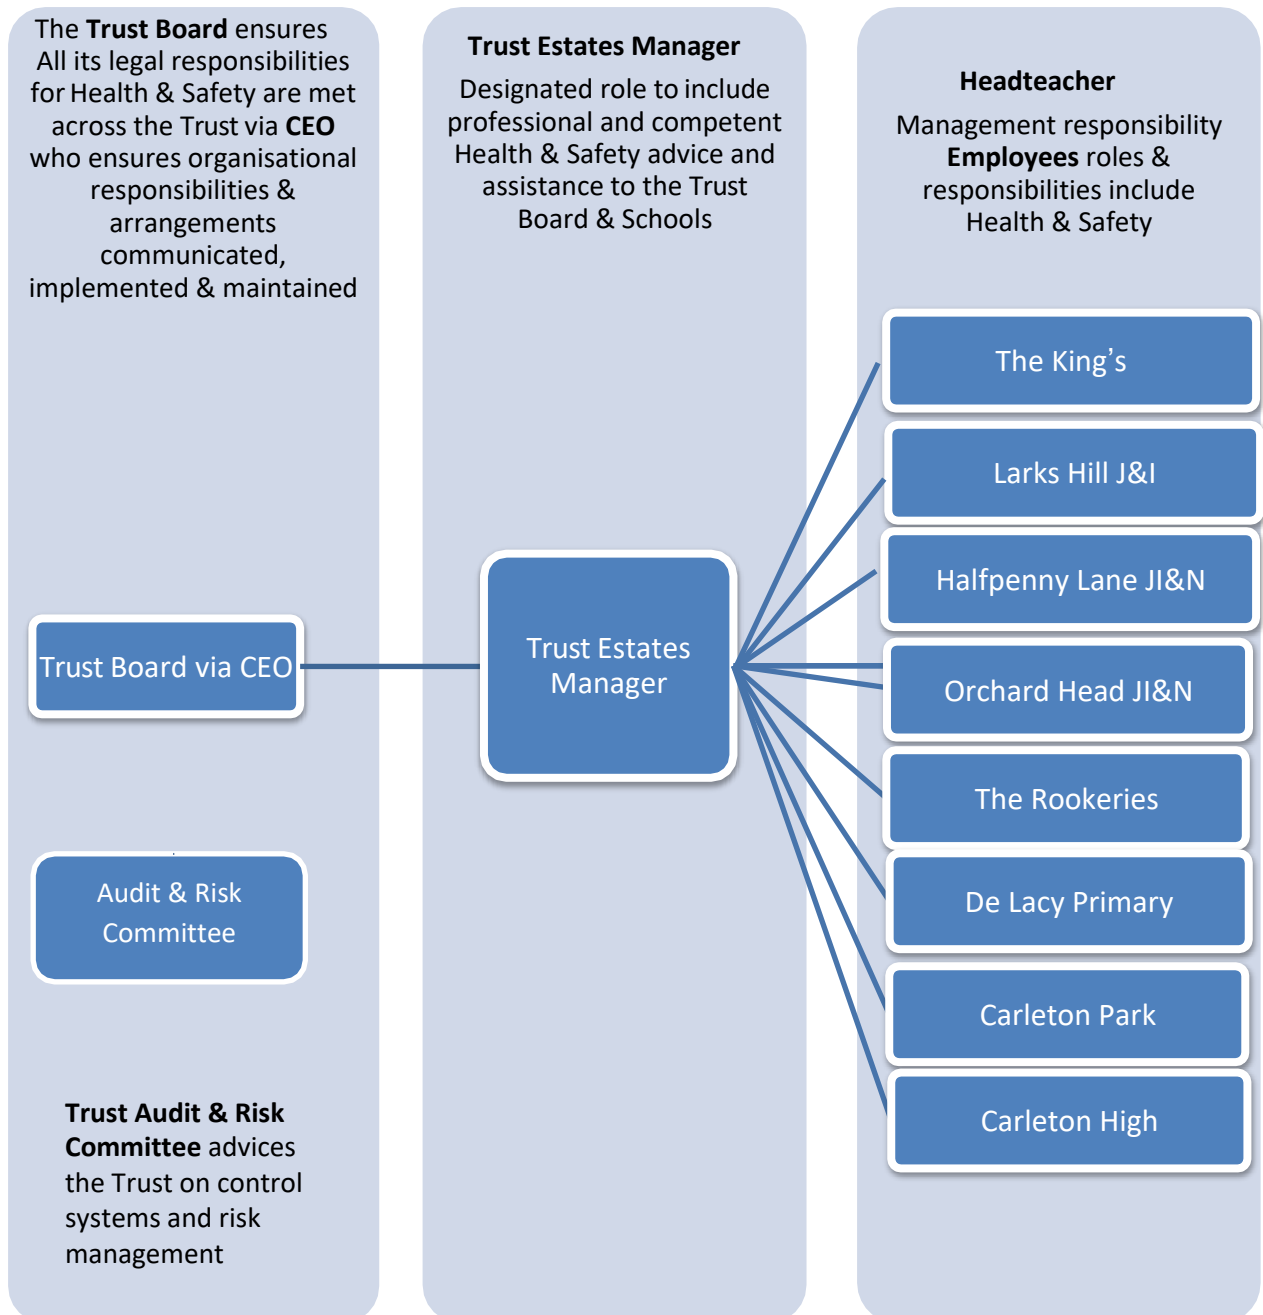 The Trust Board ensures
All its legal responsibilities
for Health & Safety are met
across the Trust via CEO
who ensures organisational
responsibilities &
arrangements
communicated,
implemented & maintained
Trust Board via CEO
Audit & Risk
Committee
Trust Audit & Risk
Committee advices
the Trust on control
systems and risk
management
Trust Estates Manager
Designated role to include
professional and competent
Health & Safety advice and
assistance to the Trust
Board & Schools
Trust Estates
Manager
Headteacher
Management responsibility
Employees roles &
responsibilities include
Health & Safety
The King’s
Larks Hill J&I
Halfpenny Lane JI&N
Orchard Head JI&N
The Rookeries
De Lacy Primary
Carleton Park
Carleton High